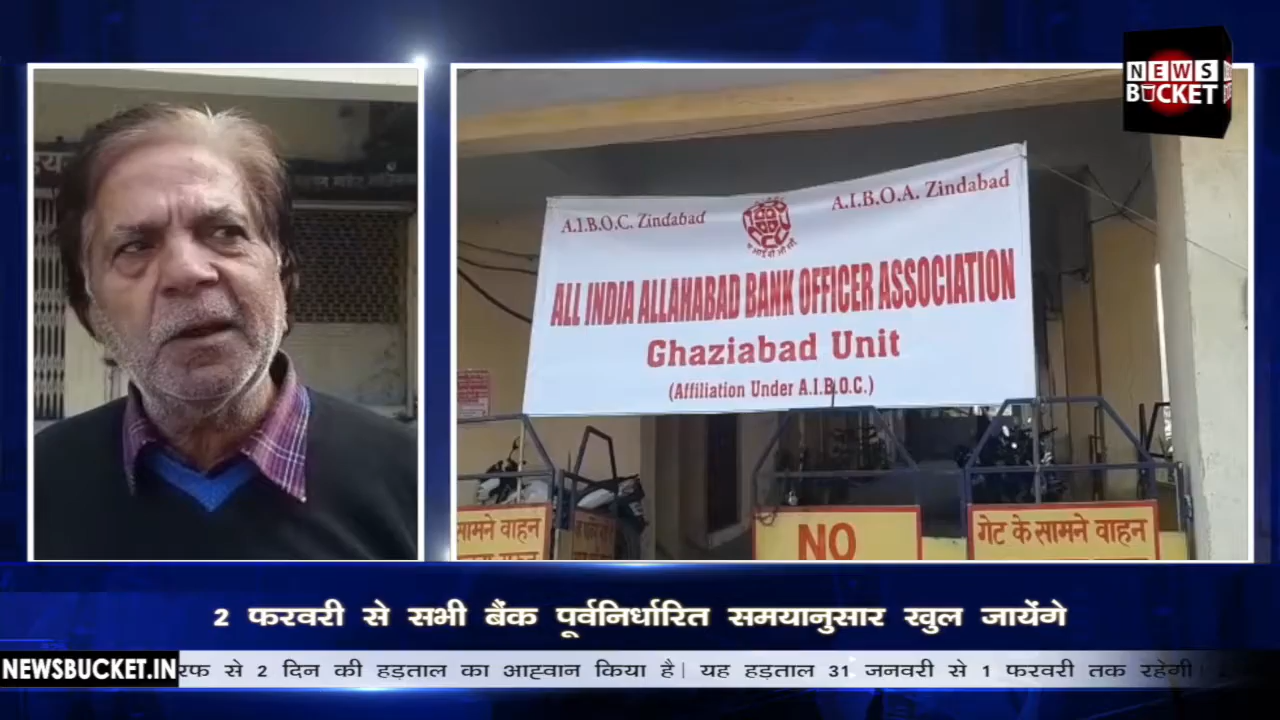 NEWS
BUCKET
A.I.B.O.C. Zindabad
A.I.B.O.A. Zindabad
ALL INDIA ALLAHABAD BANK OFFICER ASSOCIATION
Ghaziabad Unit
(Affiliation Under A.I.B.O.C.)
सामने वाहन
NO
गेट के सामने वाहन
2 फरवरी से सभी बैंक पूर्वनिर्धारित समयानुसार खुल जायेंगे
NEWSBUCKET.IN
रफ से 2 दिन की हड़ताल का आह्वान किया है| यह हड़ताल 31 जनवरी से 1 फरवरी तक रहेगी|